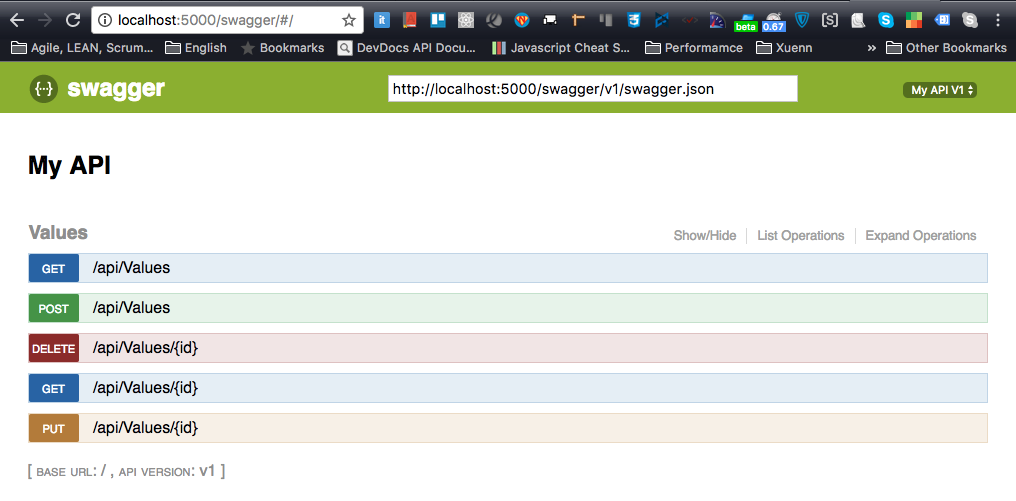 localhost:5000/swagger/#/
it
beta 0.67
Agile, LEAN, Scrum... English Bookmarks DevDocs API Docu... Javascript Cheat S... Performamce Xuenn » Other Bookmarks
{··} swagger http://localhost:5000/swagger/v1/swagger.json My API V1
My API
Values Show/Hide List Operations Expand Operations
GET /api/Values
POST /api/Values
DELETE /api/Values/{id}
GET /api/Values/{id}
PUT /api/Values/{id}
[ BASE URL: / , API VERSION: v1 ]